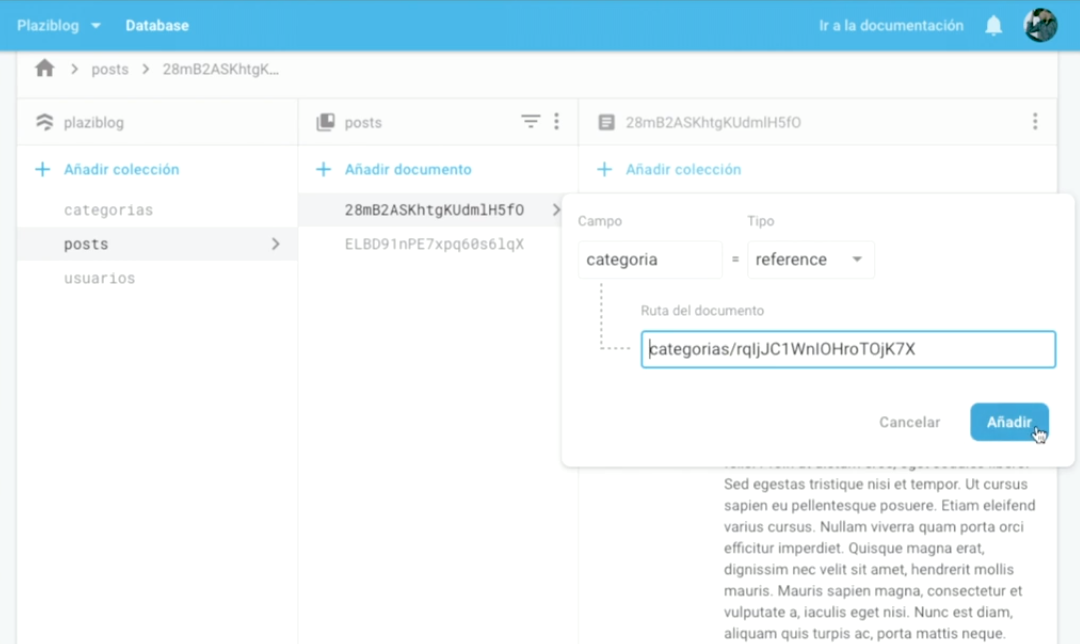 Plaziblog Database Ir a la documentación
posts 28mB2ASKhtgK...
plaziblog posts 28mB2ASKhtgKUdmlH5fO
Añadir colección Añadir documento Añadir colección
categorias 28mB2ASKhtgKUdmlH5fO
posts ELBD91nPE7xpq60s6lqX
usuarios
Campo Tipo
categoria = reference
Ruta del documento
categorias/rqIjJC1WnIOHroTOjK7X
Cancelar Añadir
Sed egestas tristique nisi et tempor. Ut cursus
sapien eu pellentesque posuere. Etiam eleifend
varius cursus. Nullam viverra quam porta orci
efficitur imperdiet. Quisque magna erat,
dignissim nec velit sit amet, hendrerit mollis
mauris. Mauris sapien magna, consectetur et
vulputate a, iaculis eget nisi. Nunc est diam,
aliquam quis turpis ac, porta mattis neque.